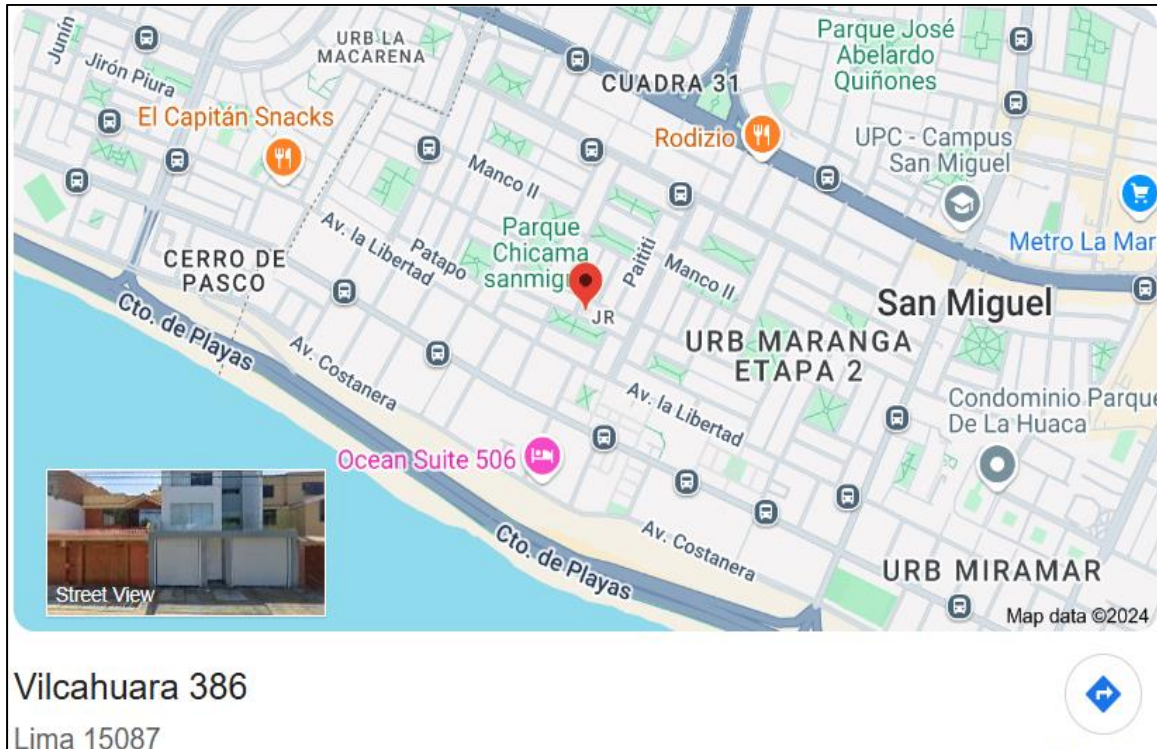 Junín
Jirón Piura
URB LA
MACARENA
El Capitán Snacks
CUADRA 31
Parque José
Abelardo
Quiñones
Rodizio
UPC - Campus
San Miguel
Metro La Mar
Manco II
Parque
Chicama
sanmig
Av. la Libertad
Patapo
Paititi
Manco II
CERRO DE
PASCO
JR
San Miguel
URB MARANGA
ETAPA 2
Cto. de Playas
Av. Costanera
Av. la Libertad
Condominio Parque
De La Huaca
Ocean Suite 506
Cto. de Playas
Av. Costanera
URB MIRAMAR
Street View
Map data ©2024
Vilcahuara 386
Lima 15087